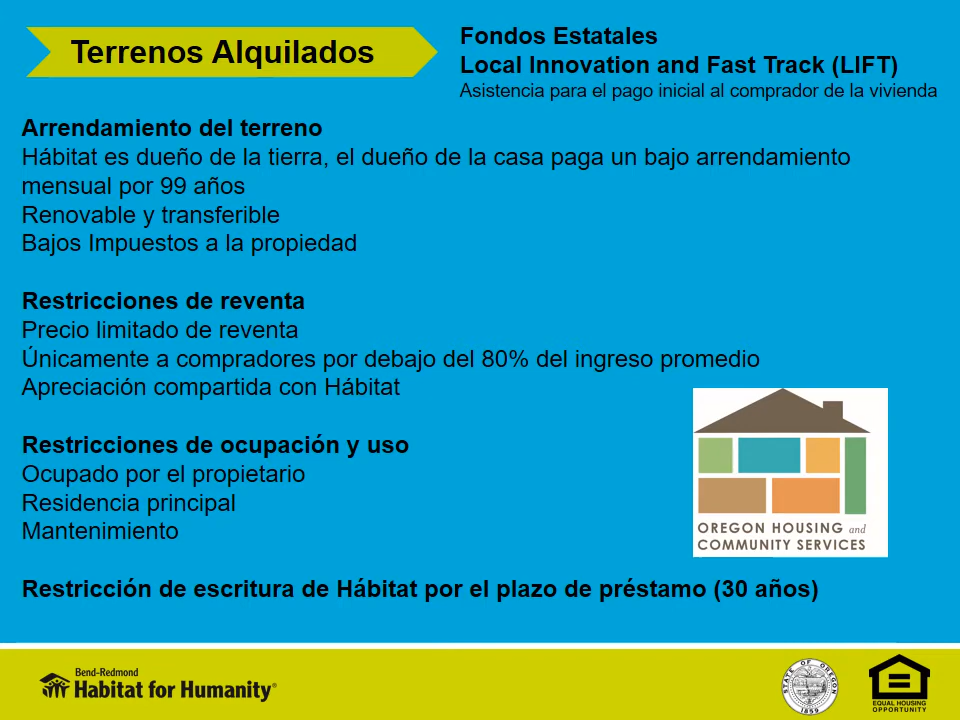 Terrenos Alquilados
Fondos Estatales
Local Innovation and Fast Track (LIFT)
Asistencia para el pago inicial al comprador de la vivienda
Arrendamiento del terreno
Hábitat es dueño de la tierra, el dueño de la casa paga un bajo arrendamiento
mensual por 99 años
Renovable y transferible
Bajos Impuestos a la propiedad
Restricciones de reventa
Precio limitado de reventa
Únicamente a compradores por debajo del 80% del ingreso promedio
Apreciación compartida con Hábitat
Restricciones de ocupación y uso
Ocupado por el propietario
Residencia principal
Mantenimiento
OREGON HOUSING and
COMMUNITY SERVICES
Restricción de escritura de Hábitat por el plazo de préstamo (30 años)
Bend-Redmond
Habitat for Humanity®
STATE OF OREGON
1859
EQUAL HOUSING
OPPORTUNITY